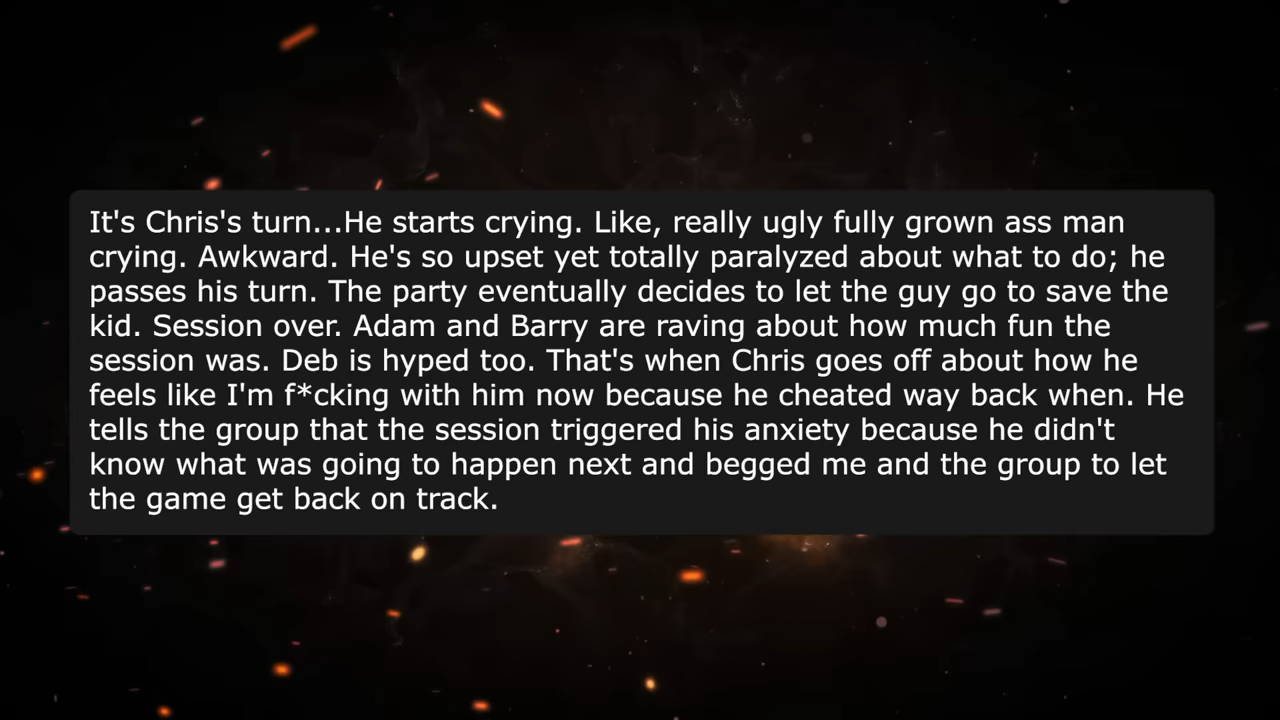 It's Chris's turn...He starts crying. Like, really ugly fully grown ass man
crying. Awkward. He's so upset yet totally paralyzed about what to do; he
passes his turn. The party eventually decides to let the guy go to save the
kid. Session over. Adam and Barry are raving about how much fun the
session was. Deb is hyped too. That's when Chris goes off about how he
feels like I'm f*cking with him now because he cheated way back when. He
tells the group that the session triggered his anxiety because he didn't
know what was going to happen next and begged me and the group to let
the game get back on track.